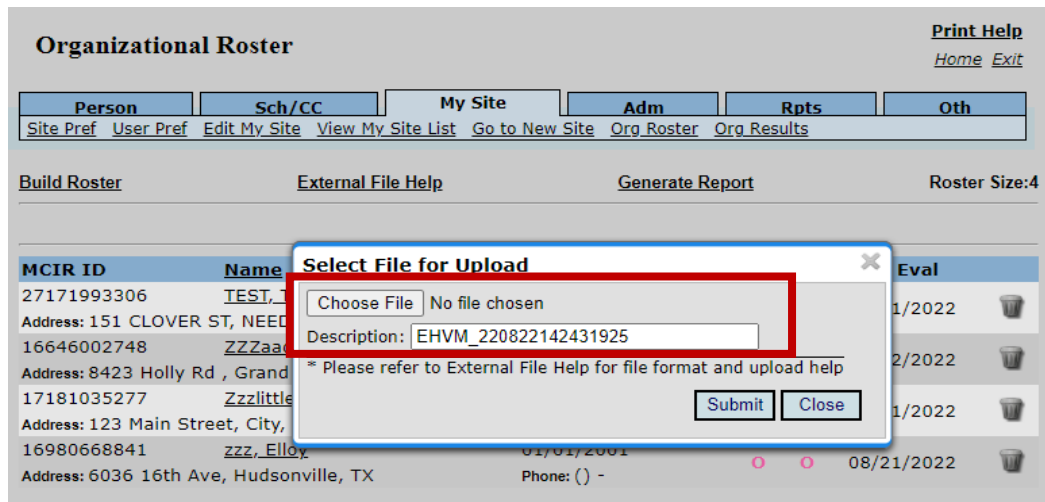 Organizational Roster
Print Help
Home Exit
Person Sch/CC My Site Adm Rpts Oth
Site Pref User Pref Edit My Site View My Site List Go to New Site Org Roster Org Results
Build Roster External File Help Generate Report Roster Size:4
MCIR ID Name Eval
Select File for Upload
Choose File No file chosen
Description: EHVM_220822142431925
* Please refer to External File Help for file format and upload help
Submit Close
27171993306 TEST, 1/2022
Address: 151 CLOVER ST, NEED
16646002748 ZZZaa 2/2022
Address: 8423 Holly Rd , Grand
17181035277 Zzzlittle 1/2022
Address: 123 Main Street, City,
16980668841 zzz, Elloy 01/01/2001 O O 08/21/2022
Address: 6036 16th Ave, Hudsonville, TX Phone: () -